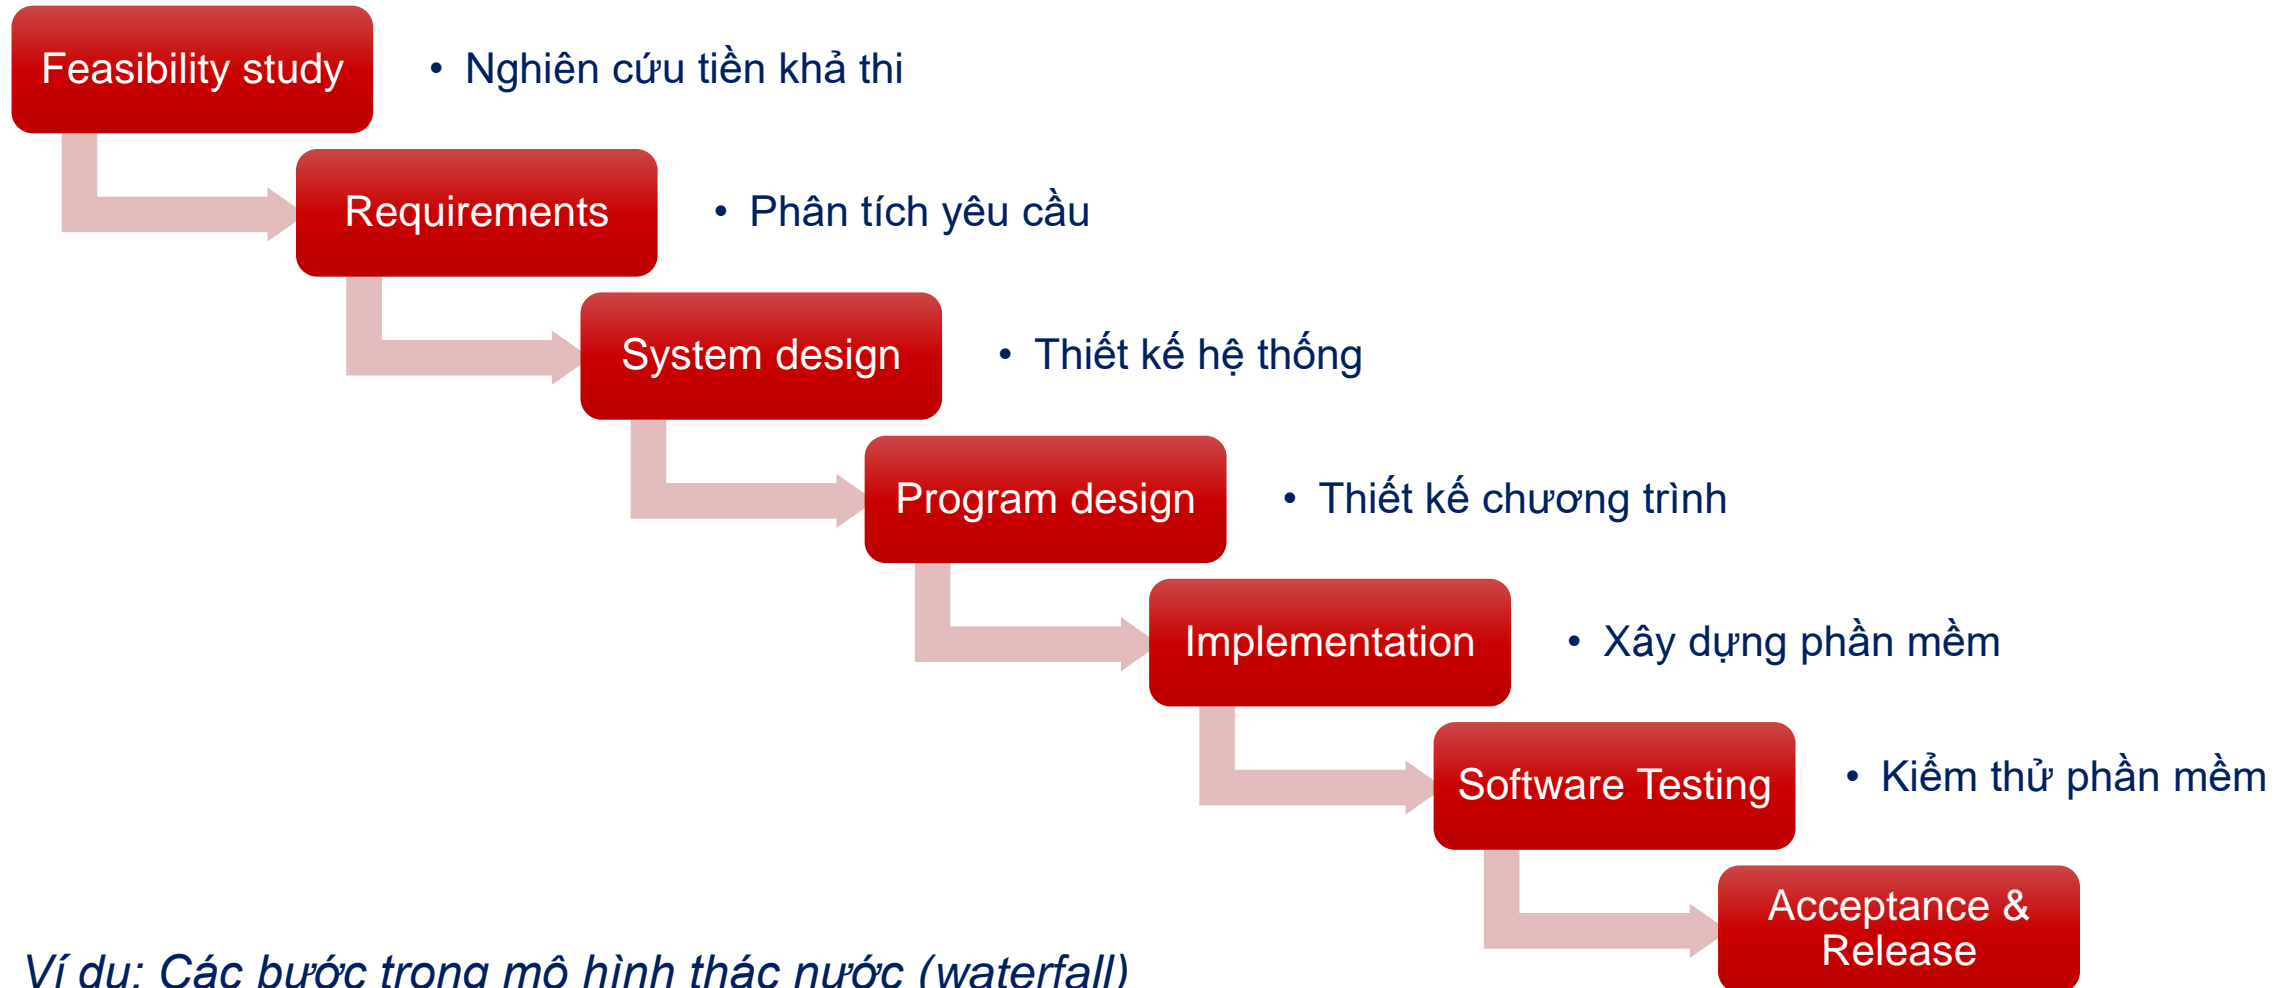 Feasibility study
• Nghiên cứu tiền khả thi
Requirements
• Phân tích yêu cầu
System design
• Thiết kế hệ thống
Program design
• Thiết kế chương trình
Implementation
• Xây dựng phần mềm
Software Testing
• Kiểm thử phần mềm
Acceptance &
Release
Ví dụ: Các bước trong mô hình thác nước (waterfall)